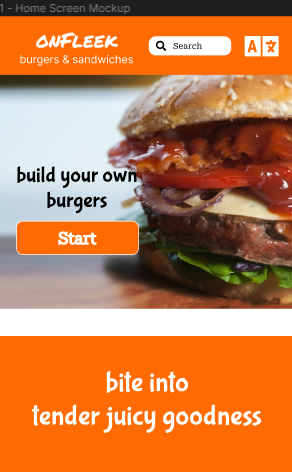 1 - Home Screen Mockup
ONFLEEK
burgers & sandwiches
Search
A
build your own
burgers
Start
bite into
tender juicy goodness